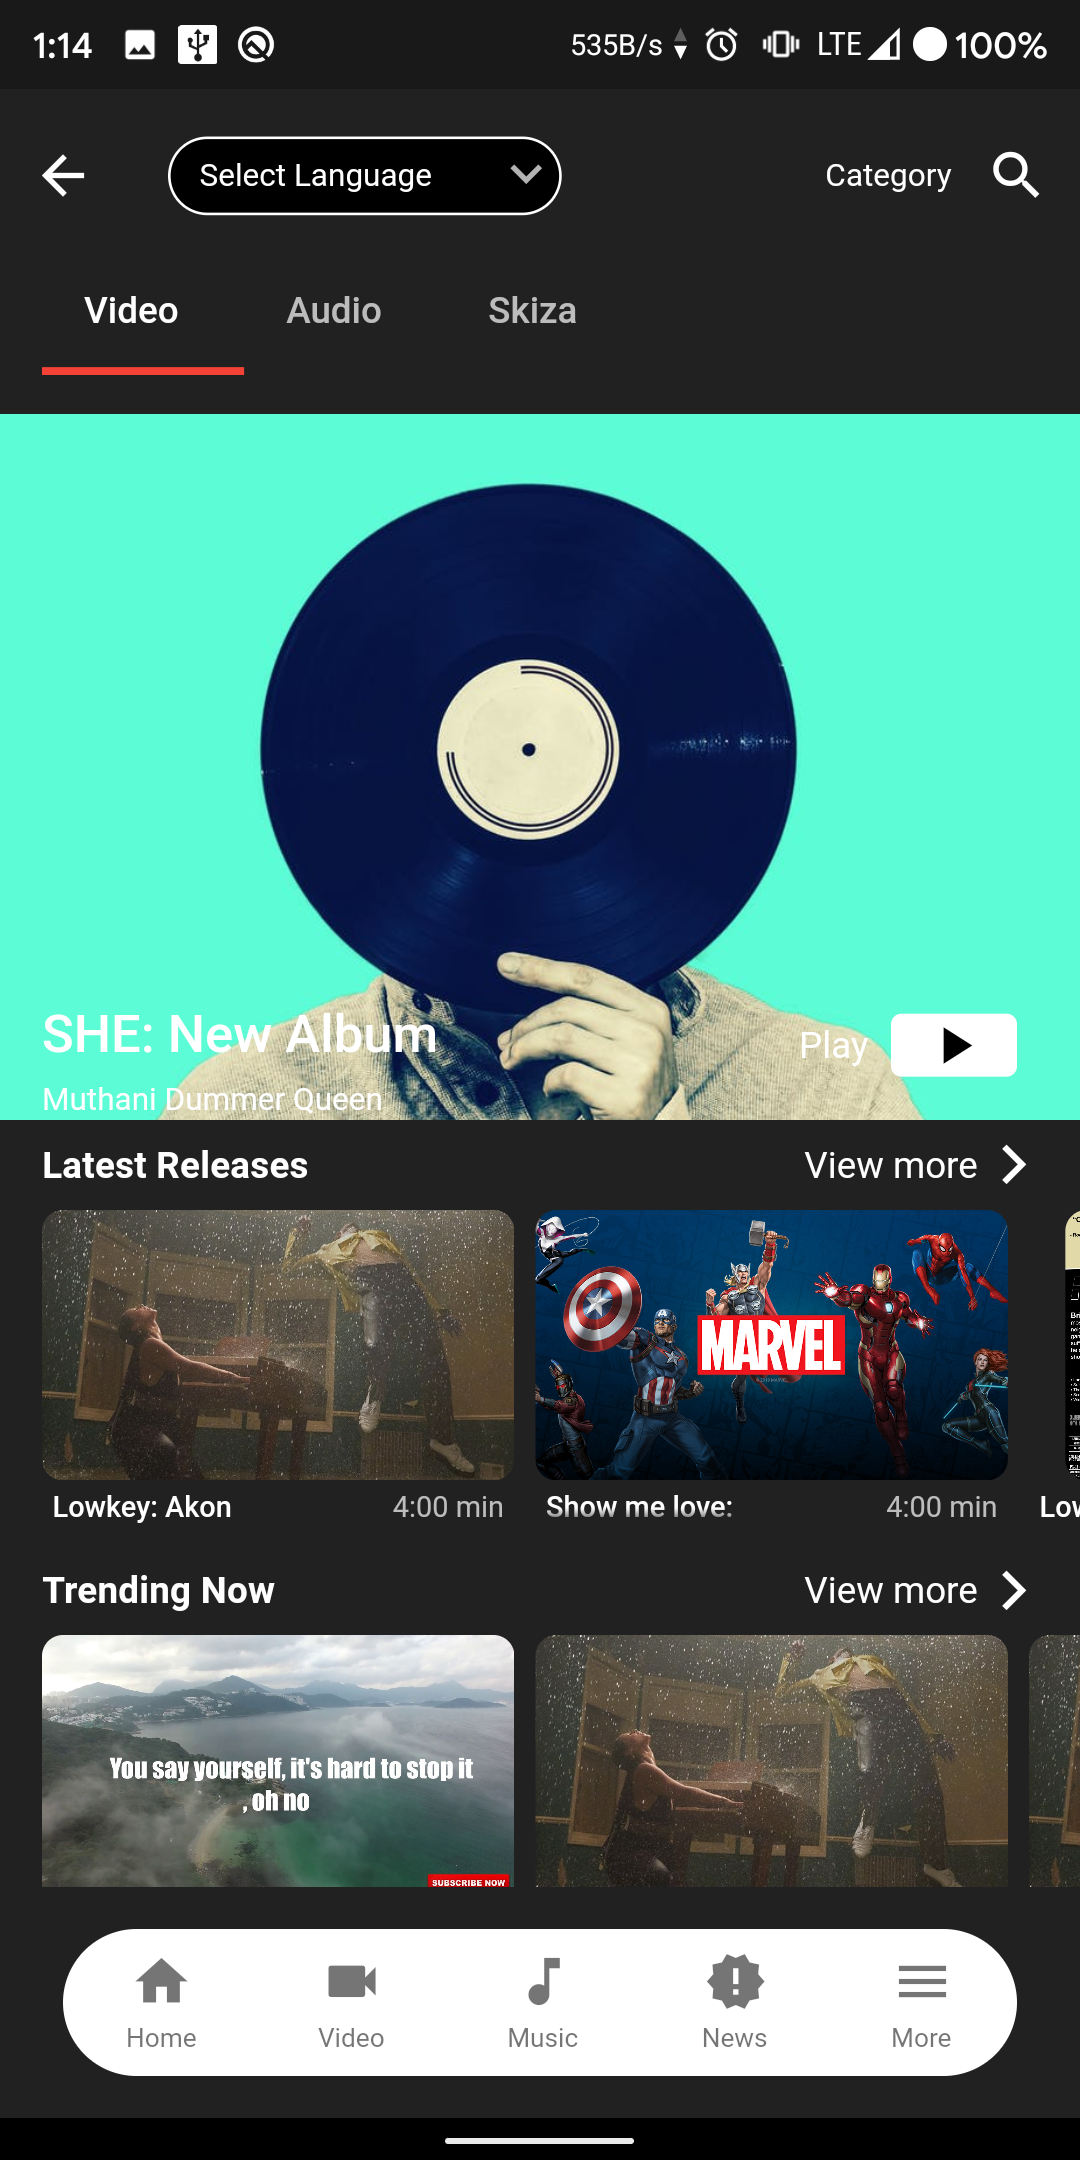 1:14
535B/s
LTE
100%
Select Language
Category
Video
Audio
Skiza
SHE: New Album
Play
Muthani Dummer Queen
Latest Releases
View more
MARVEL
Lowkey: Akon
4:00 min
Show me love:
4:00 min
Low
Trending Now
View more
You say yourself, it's hard to stop it
, oh no
SUBSCRIBE NOW
Home
Video
Music
News
More